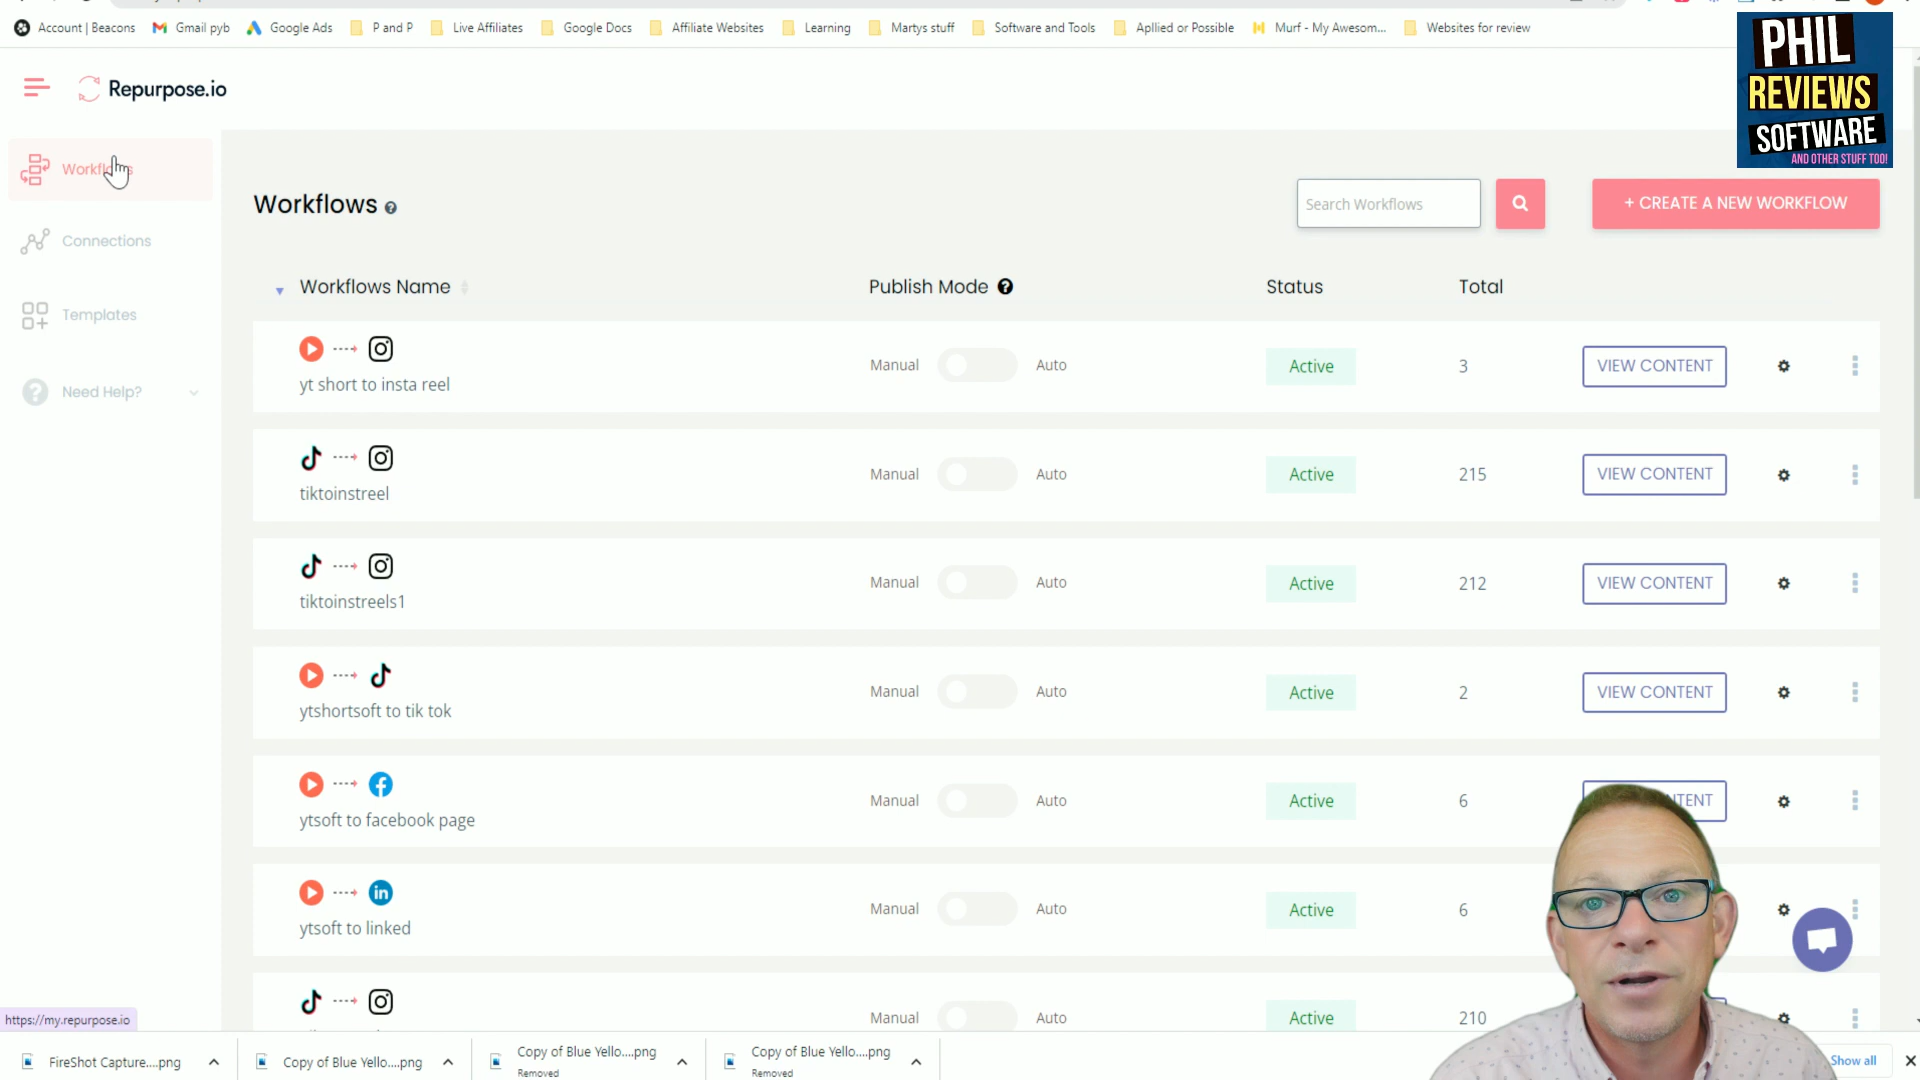 Account | Beacons
Gmail pyb
Google Ads
P and P
Live Affiliates
Google Docs
Affiliate Websites
Learning
Martys stuff
Software and Tools
Apllied or Possible
Murf - My Awesom...
Websites for review
PHIL
REVIEWS
SOFTWARE
AND OTHER STUFF TOO!
Repurpose.io
Workflows
Connections
Templates
Need Help?
Workflows
Search Workflows
+ CREATE A NEW WORKFLOW
Workflows Name
Publish Mode
Status
Total
yt short to insta reel
Manual
Auto
Active
3
VIEW CONTENT
tiktoinstreel
Manual
Auto
Active
215
VIEW CONTENT
tiktoinstreels1
Manual
Auto
Active
212
VIEW CONTENT
ytshortsoft to tik tok
Manual
Auto
Active
2
VIEW CONTENT
ytsoft to facebook page
Manual
Auto
Active
6
TENT
ytsoft to linked
Manual
Auto
Active
6
Manual
Auto
Active
210
https://my.repurpose.io
FireShot Capture....png
Copy of Blue Yello....png
Copy of Blue Yello....png
Removed
Copy of Blue Yello....png
Removed
Show all